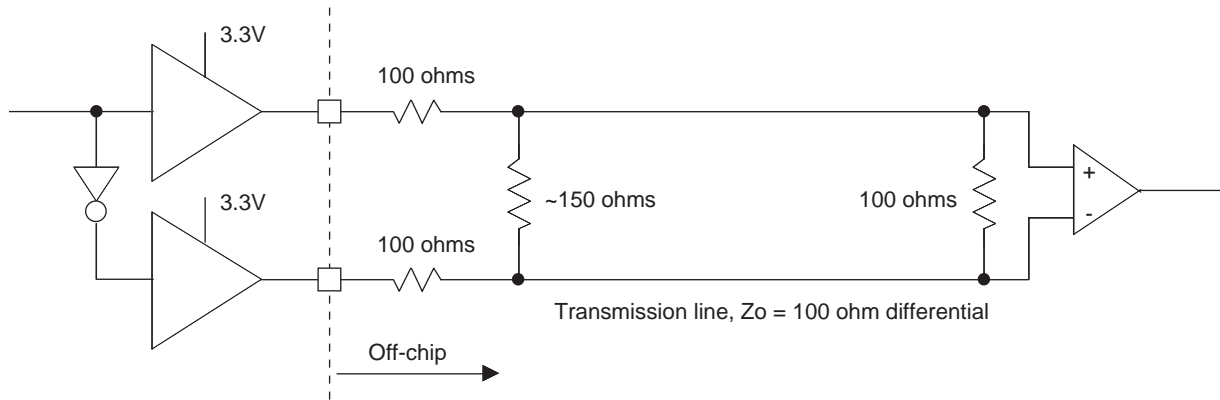 3.3V
100 ohms
3.3V
100 ohms
~150 ohms
100 ohms
+
-
Transmission line, Zo = 100 ohm differential
Off-chip